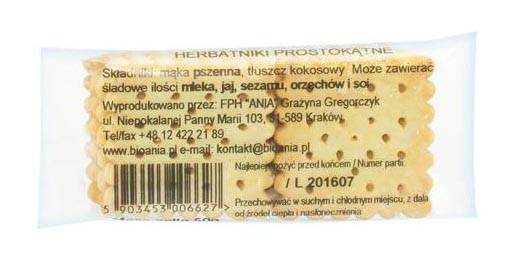 HERBATNIKI PROSTOKĄTNE
Składniki: mąka pszenna, tłuszcz kokosowy. Może zawierać
śladowe ilości mleka, jaj, sezamu, orzechów i soi.
Wyprodukowano przez: FPH "ANIA" Grażyna Gregorczyk
ul. Niepokalanej Panny Marii 103, 31-589 Kraków,
Tel/fax +48 12 422 21 89
www.bioania.pl e-mail: kontakt@bioania.pl
Najlepiej spożyć przed końcem / Numer partii:
/ L 201607
5 903453 006627 >
Przechowywać w suchym i chłodnym miejscu, z dala
od źródeł ciepła i nasłonecznienia
Masa netto 50g